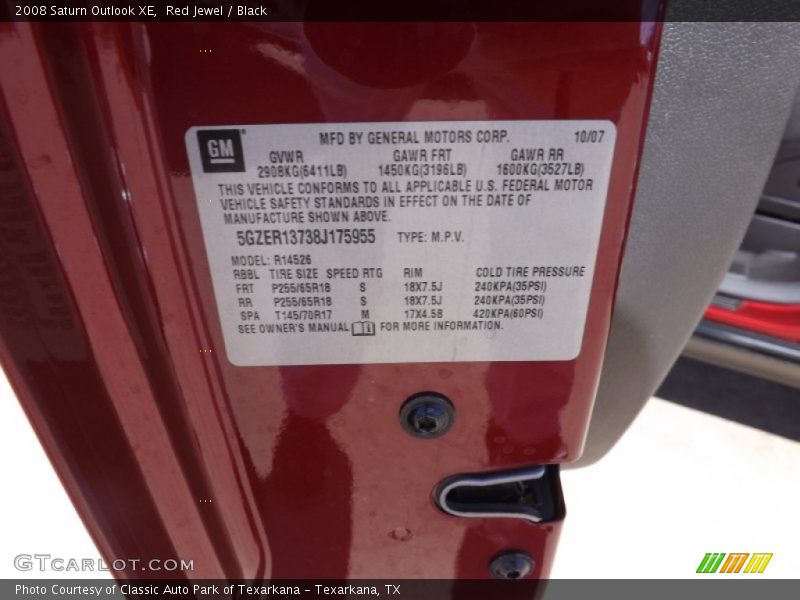 2008 Saturn Outlook XE,  Red Jewel / Black
GM
MFD BY GENERAL MOTORS CORP. 10/07
GVWR GAWR FRT GAWR RR
2908KG(6411LB) 1450KG(3196LB) 1600KG(3527LB)
THIS VEHICLE CONFORMS TO ALL APPLICABLE U.S. FEDERAL MOTOR
VEHICLE SAFETY STANDARDS IN EFFECT ON THE DATE OF
MANUFACTURE SHOWN ABOVE.
5GZER13738J175955 TYPE: M.P.V.
MODEL: R14526
RBBL TIRE SIZE SPEED RTG RIM COLD TIRE PRESSURE
FRT P255/65R18 S 18X7.5J 240KPA(35PSI)
RR P255/65R18 S 18X7.5J 240KPA(35PSI)
SPA T145/70R17 M 17X4.5B 420KPA(60PSI)
SEE OWNER'S MANUAL FOR MORE INFORMATION.
GTCARLOT.COM
Photo Courtesy of Classic Auto Park of Texarkana - Texarkana, TX